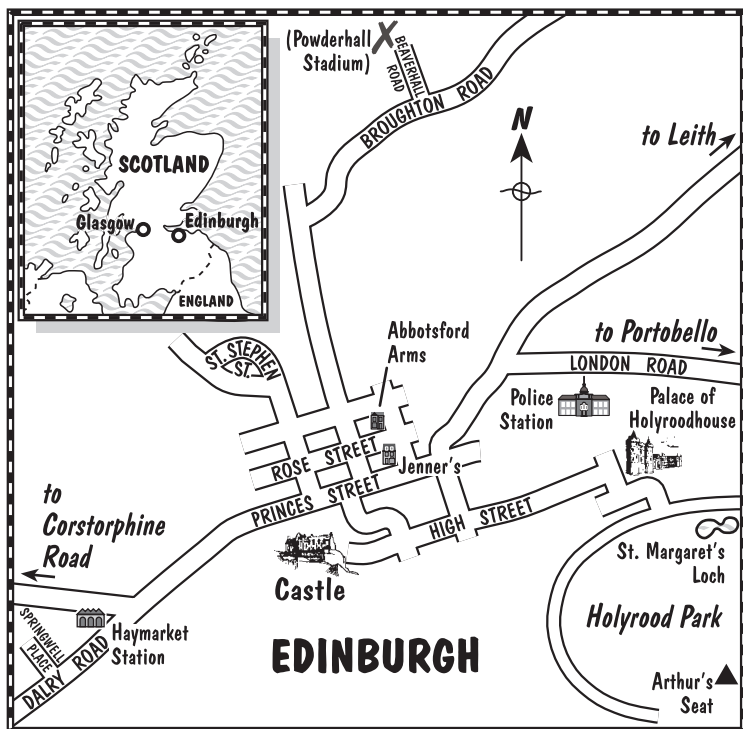 (Powderhall
Stadium)
BEAVERHALL
ROAD
BROUGHTON ROAD
N
to Leith
SCOTLAND
Glasgow
Edinburgh
ENGLAND
Abbotsford
Arms
to Portobello
LONDON ROAD
ST. STEPHEN
ST.
Police
Station
Palace of
Holyroodhouse
ROSE STREET
Jenner's
PRINCES STREET
HIGH STREET
to
Corstorphine
Road
Castle
St. Margaret's
Loch
Holyrood Park
Haymarket
Station
SPRINGWELL
PLACE
DALRY ROAD
EDINBURGH
Arthur's
Seat